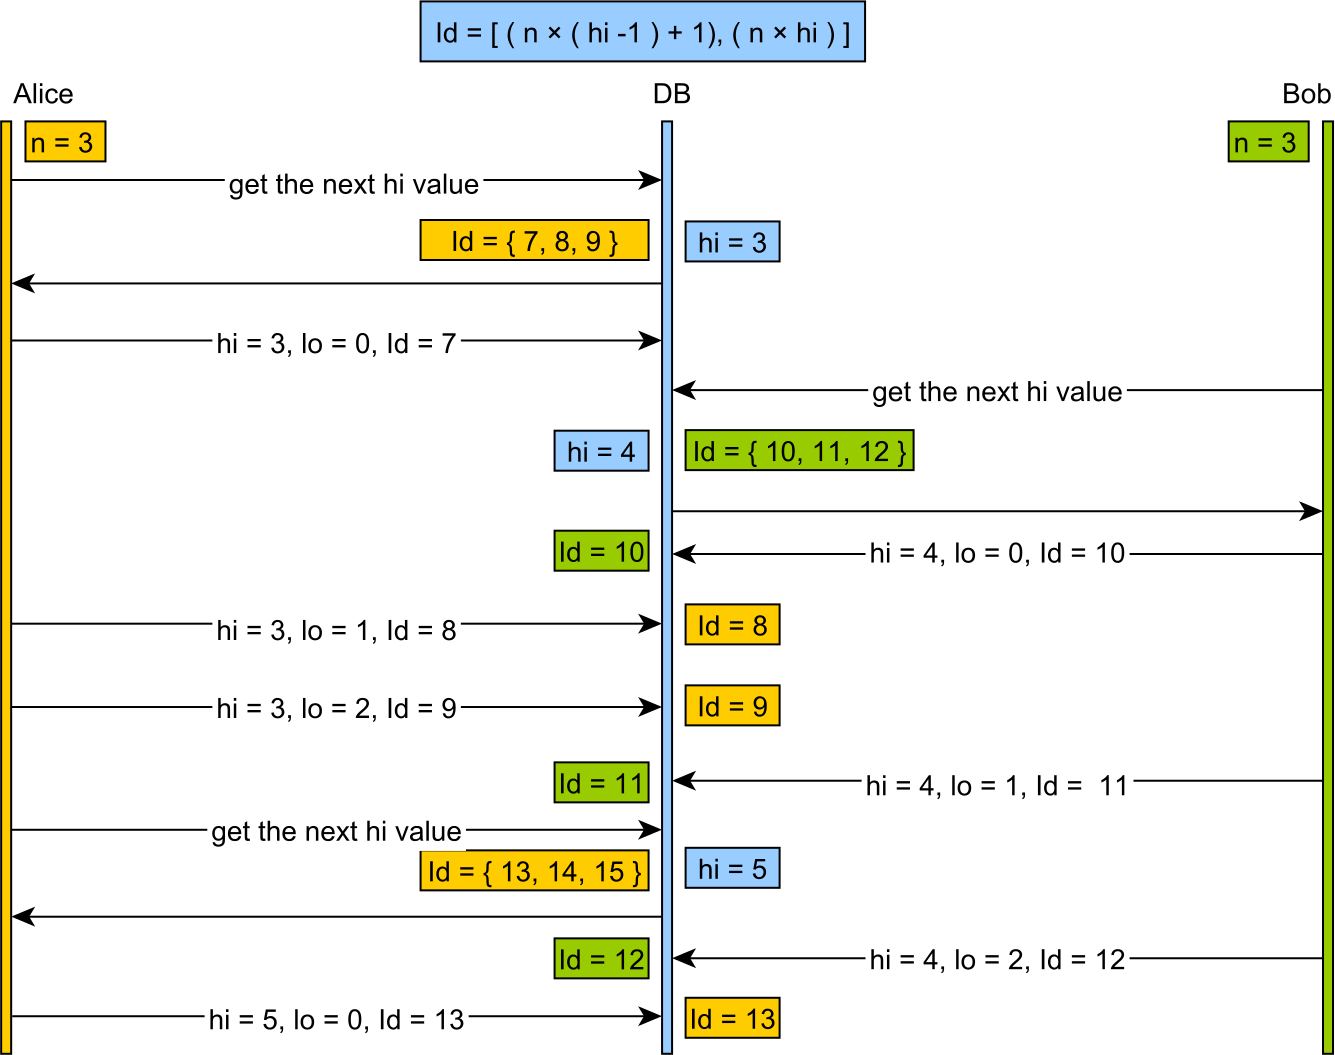 Id = [ ( n × ( hi -1 ) + 1), ( n × hi ) ]
Alice
DB
Bob
n = 3
n = 3
get the next hi value
Id = { 7, 8, 9 }
hi = 3
hi = 3, lo = 0, Id = 7
get the next hi value
hi = 4
Id = { 10, 11, 12 }
Id = 10
hi = 4, lo = 0, Id = 10
hi = 3, lo = 1, Id = 8
Id = 8
hi = 3, lo = 2, Id = 9
Id = 9
Id = 11
hi = 4, lo = 1, Id =  11
get the next hi value
Id = { 13, 14, 15 }
hi = 5
Id = 12
hi = 4, lo = 2, Id = 12
hi = 5, lo = 0, Id = 13
Id = 13